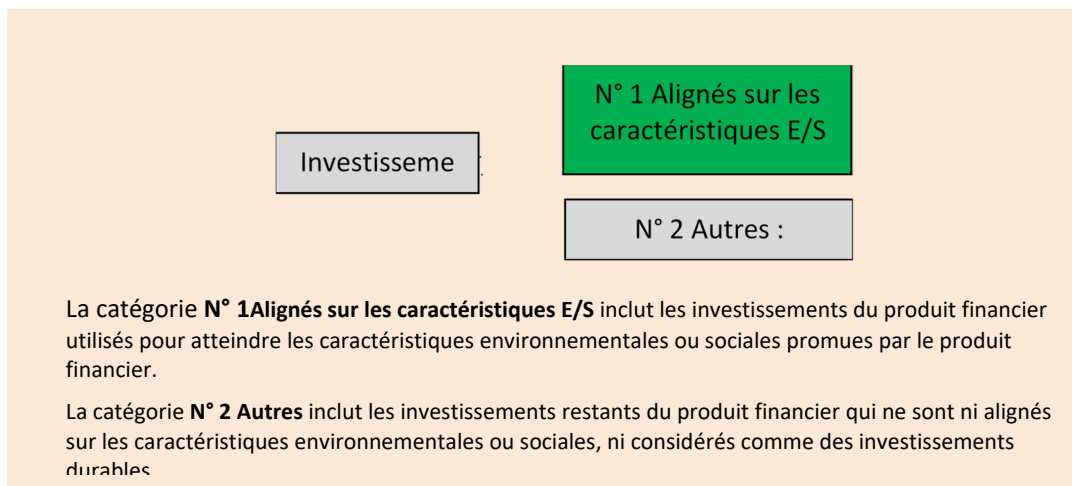 N° 1 Alignés sur les
caractéristiques E/S
Investisseme
N° 2 Autres :
La catégorie N° 1Alignés sur les caractéristiques E/S inclut les investissements du produit financier
utilisés pour atteindre les caractéristiques environnementales ou sociales promues par le produit
financier.
La catégorie N° 2 Autres inclut les investissements restants du produit financier qui ne sont ni alignés
sur les caractéristiques environnementales ou sociales, ni considérés comme des investissements
durables